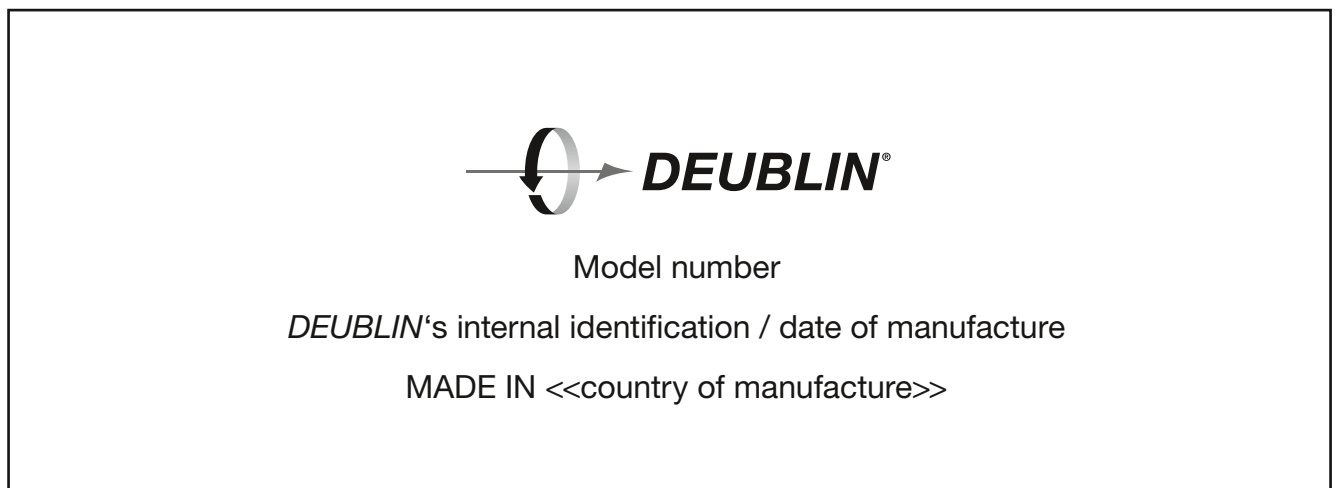 DEUBLIN®
Model number
DEUBLIN‘s internal identification / date of manufacture
MADE IN <<country of manufacture>>